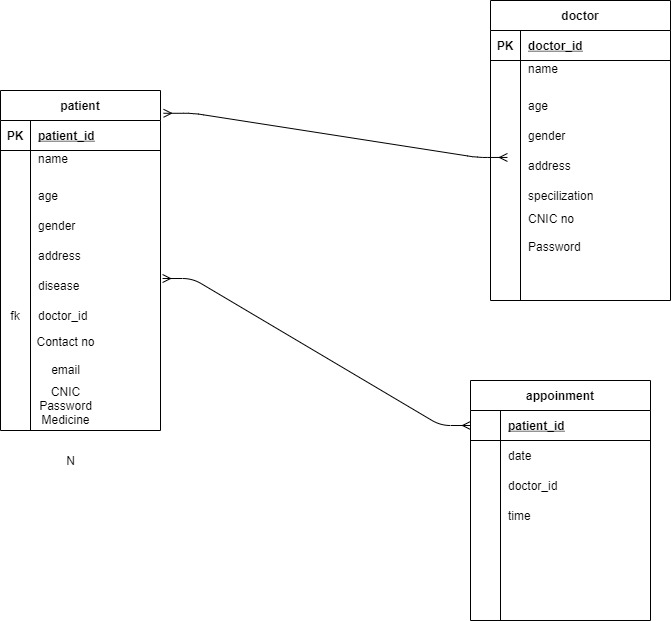 doctor
PK doctor_id
name
age
gender
address
specilization
CNIC no
Password
patient
PK patient_id
name
age
gender
address
disease
fk doctor_id
Contact no
email
CNIC
Password
Medicine
N
appoinment
patient_id
date
doctor_id
time